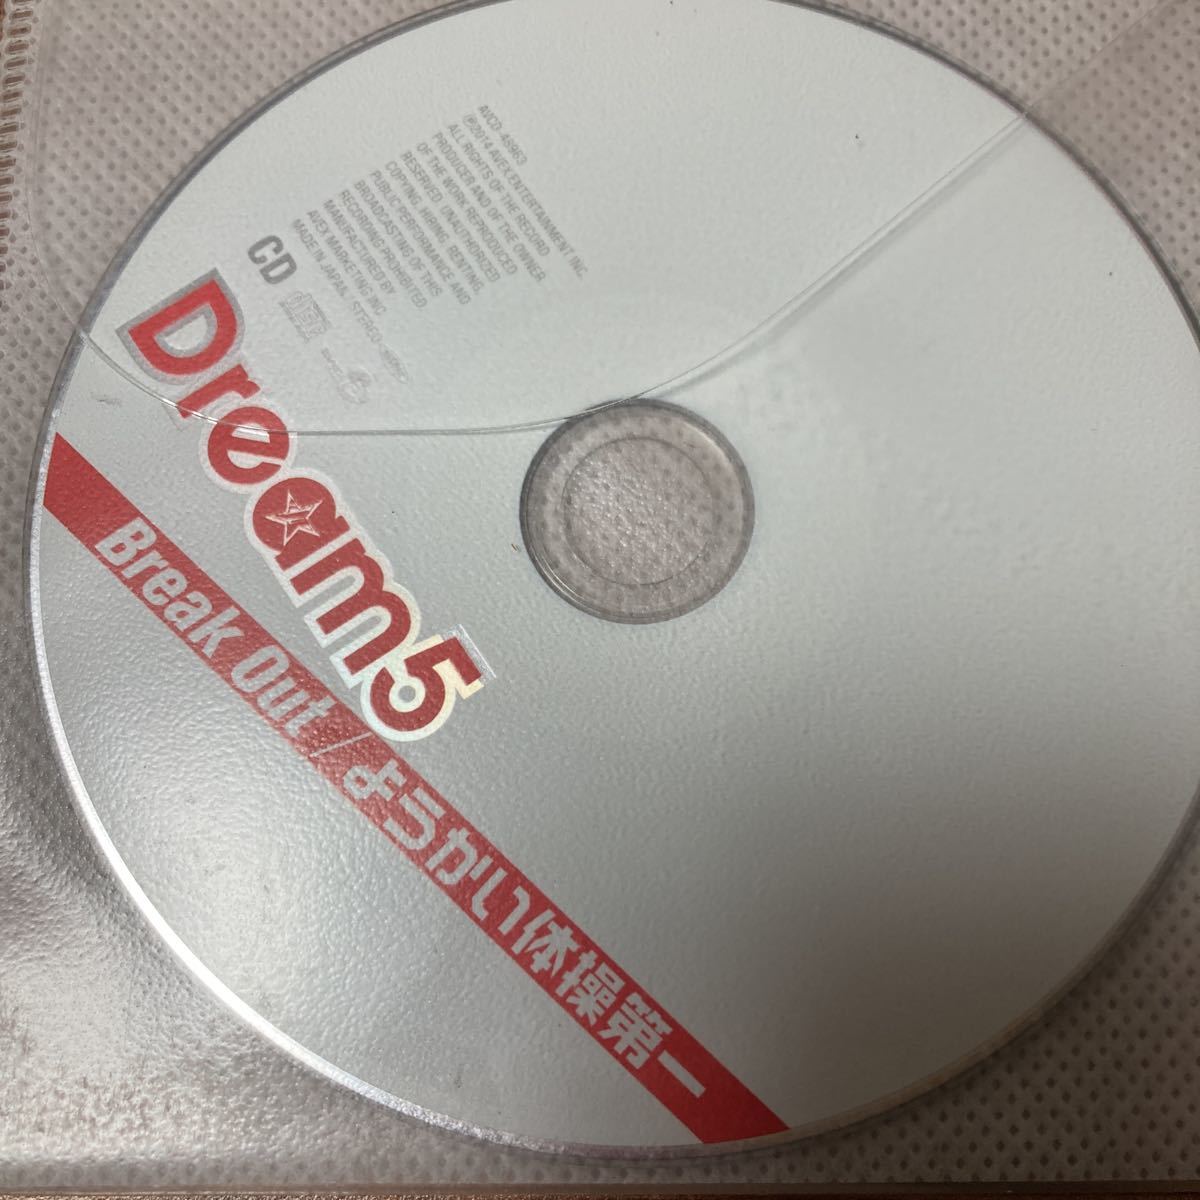 AVCD-48963
℗2014 AVEX ENTERTAINMENT INC.
ALL RIGHTS OF THE RECORD
PRODUCER AND OF THE OWNER
OF THE WORK REPRODUCED
RESERVED. UNAUTHORIZED
COPYING, HIRING, RENTING,
PUBLIC PERFORMANCE AND
BROADCASTING OF THIS
RECORDING PROHIBITED.
MANUFACTURED BY
AVEX MARKETING INC.
MADE IN JAPAN. STEREO
CD
Dream5
Break Out / ようかい体操第一